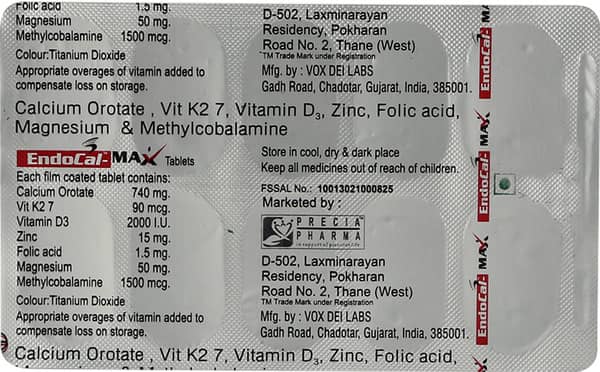 Folic acid 1.5 mg.
Magnesium 50 mg.
Methylcobalamine 1500 mcg.
Colour:Titanium Dioxide
Appropriate overages of vitamin added to
compensate loss on storage.
D-502, Laxminarayan
Residency, Pokharan
Road No. 2, Thane (West)
TM Trade Mark under Registration
Mfg. by : VOX DEI LABS
Gadh Road, Chadotar, Gujarat, India, 385001.
Calcium Orotate , Vit K2 7, Vitamin D3, Zinc, Folic acid,
Magnesium & Methylcobalamine
EndoCal-3 MAX Tablets
Each film coated tablet contains:
Calcium Orotate 740 mg.
Vit K2 7 90 mcg.
Vitamin D3 2000 I.U.
Zinc 15 mg.
Folic acid 1.5 mg.
Magnesium 50 mg.
Methylcobalamine 1500 mcg.
Colour:Titanium Dioxide
Appropriate overages of vitamin added to
compensate loss on storage.
Store in cool, dry & dark place
Keep all medicines out of reach of children.
FSSAL No.: 10013021000825
Marketed by :
PRECIA
PHARMA
D-502, Laxminarayan
Residency, Pokharan
Road No. 2, Thane (West)
TM Trade Mark under Registration
Mfg. by : VOX DEI LABS
Gadh Road, Chadotar, Gujarat, India, 385001.
Calcium Orotate , Vit K2 7, Vitamin D3, Zinc, Folic acid,
EndoCal-3 MAX
EndoCal-3 MAX
EndoCal-3 MAX